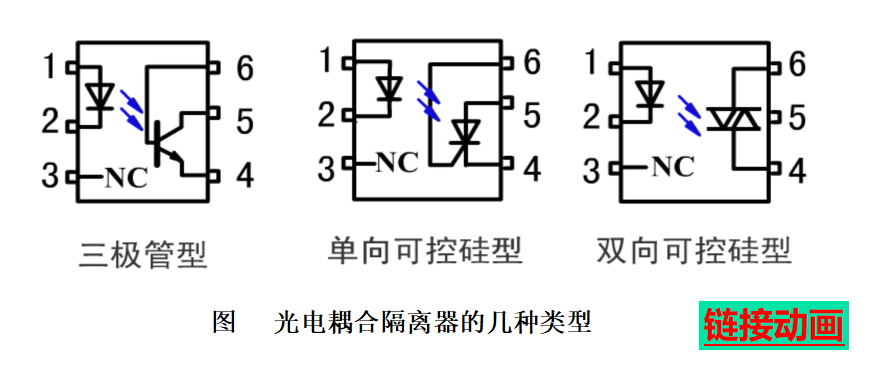 1 6 1 6 1 6
2 5 2 5 2 5
3 NC 4 3 NC 4 3 NC 4
三极管型 单向可控硅型 双向可控硅型
图 光电耦合隔离器的几种类型
链接动画